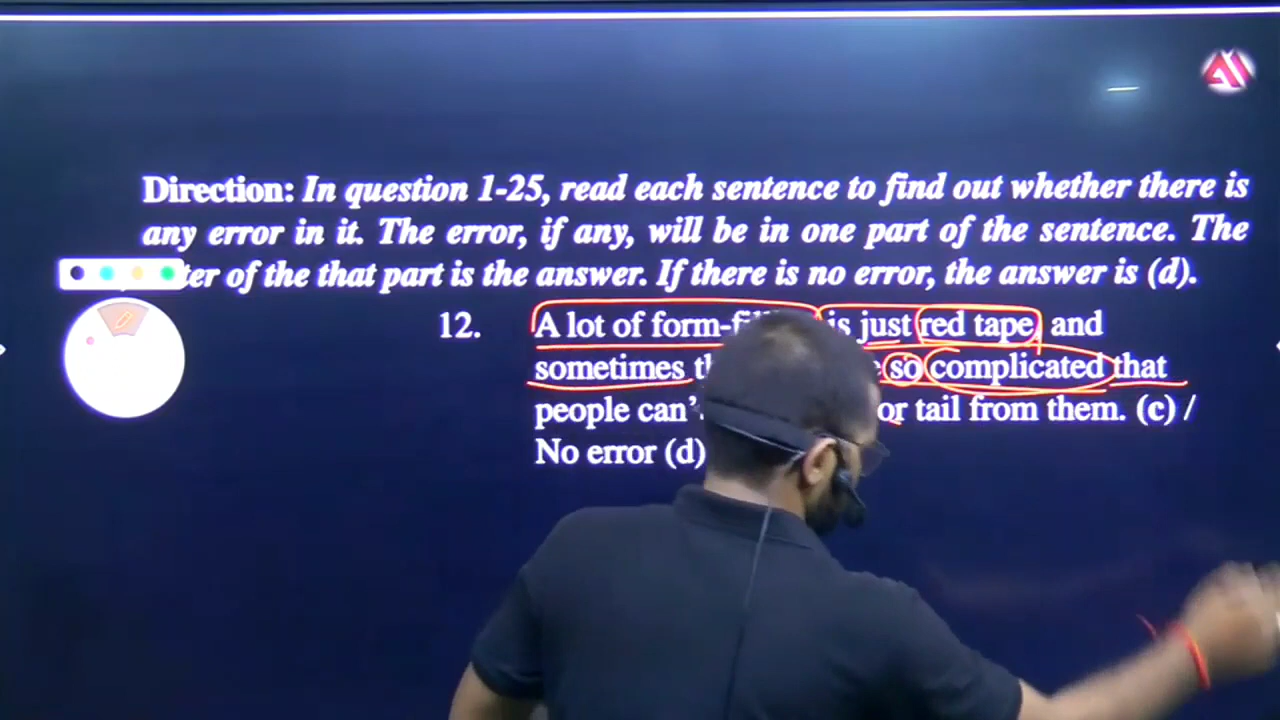 Direction: In question 1-25, read each sentence to find out whether there is
any error in it. The error, if any, will be in one part of the sentence. The
of the that part is the answer. If there is no error, the answer is (d).
12. A lot of is just red tape, and
sometimes so complicated that
people or tail from them. (c) /
No error (d)